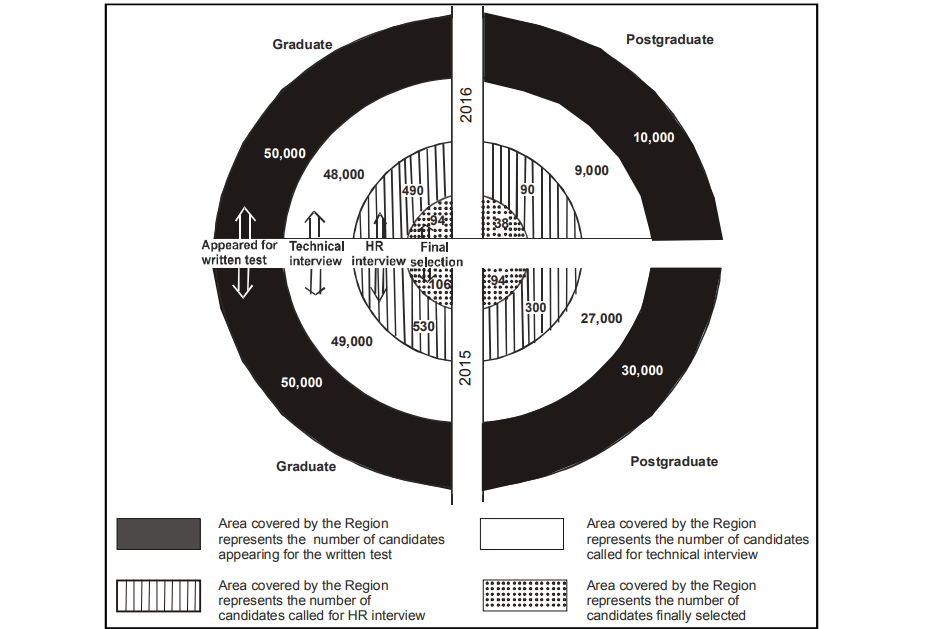 Graduate
Postgraduate
2016
50,000
48,000
490
94
38
90
9,000
10,000
Appeared for
written test
Technical
interview
HR
interview
Final
selection
106
530
49,000
50,000
94
300
27,000
30,000
2015
Graduate
Postgraduate
Area covered by the Region
represents the number of candidates
appearing for the written test
Area covered by the Region
represents the number of candidates
called for technical interview
Area covered by the Region
represents the number of
candidates called for HR interview
Area covered by the Region
represents the number of
candidates finally selected